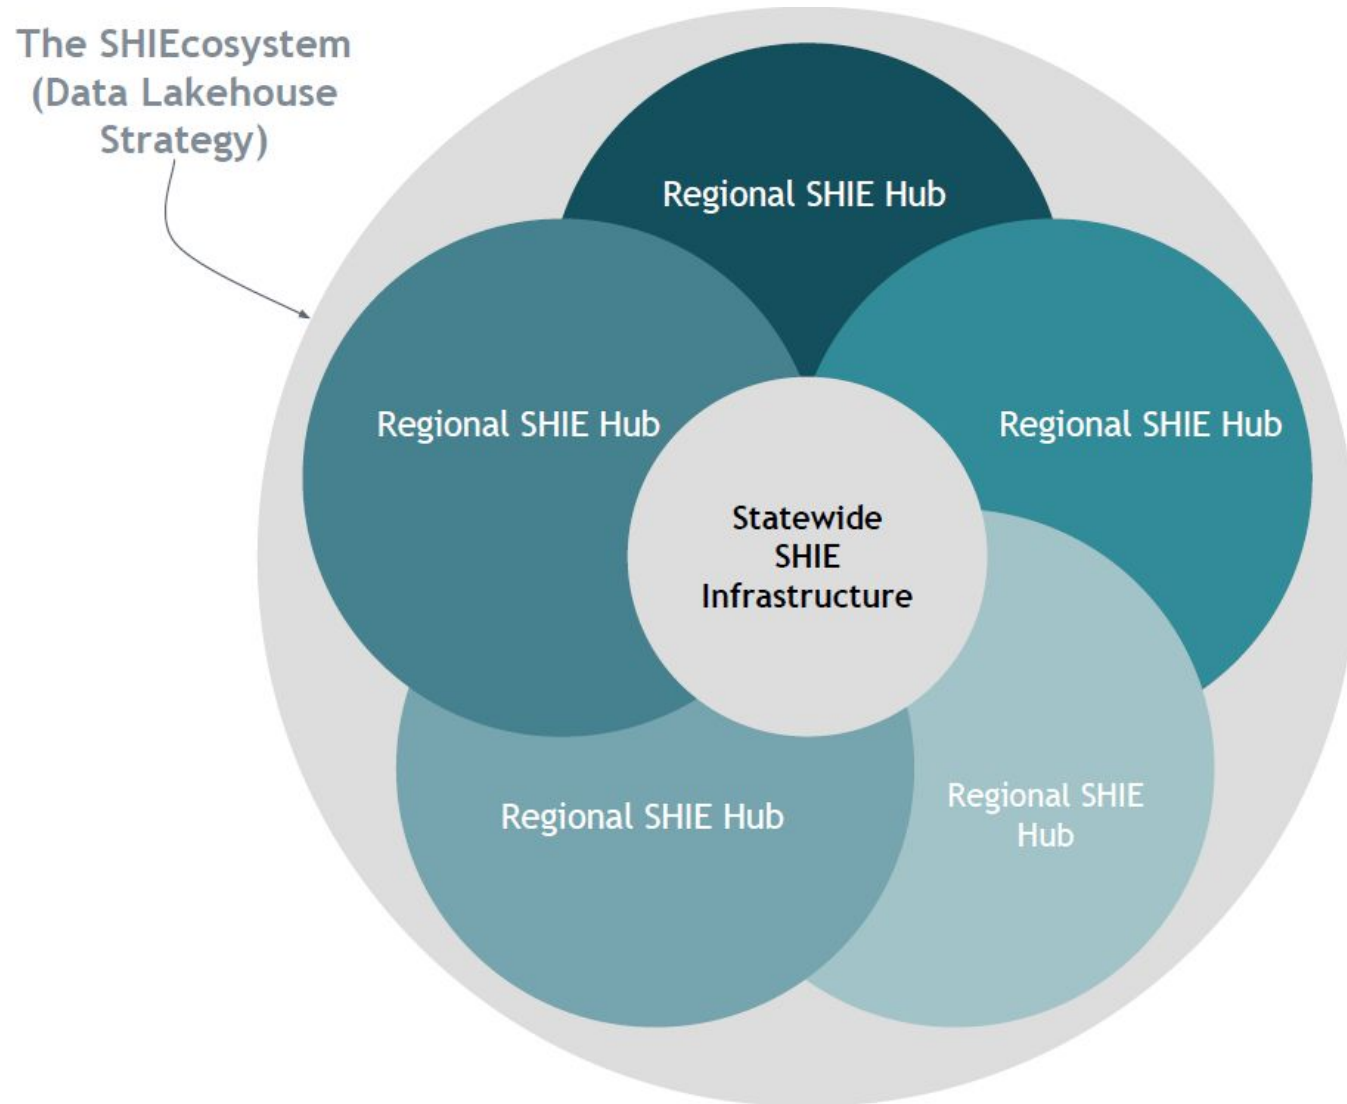 The SHIEcosystem
(Data Lakehouse
Strategy)
Regional SHIE Hub
Regional SHIE Hub
Regional SHIE Hub
Statewide
SHIE
Infrastructure
Regional SHIE Hub
Regional SHIE
Hub